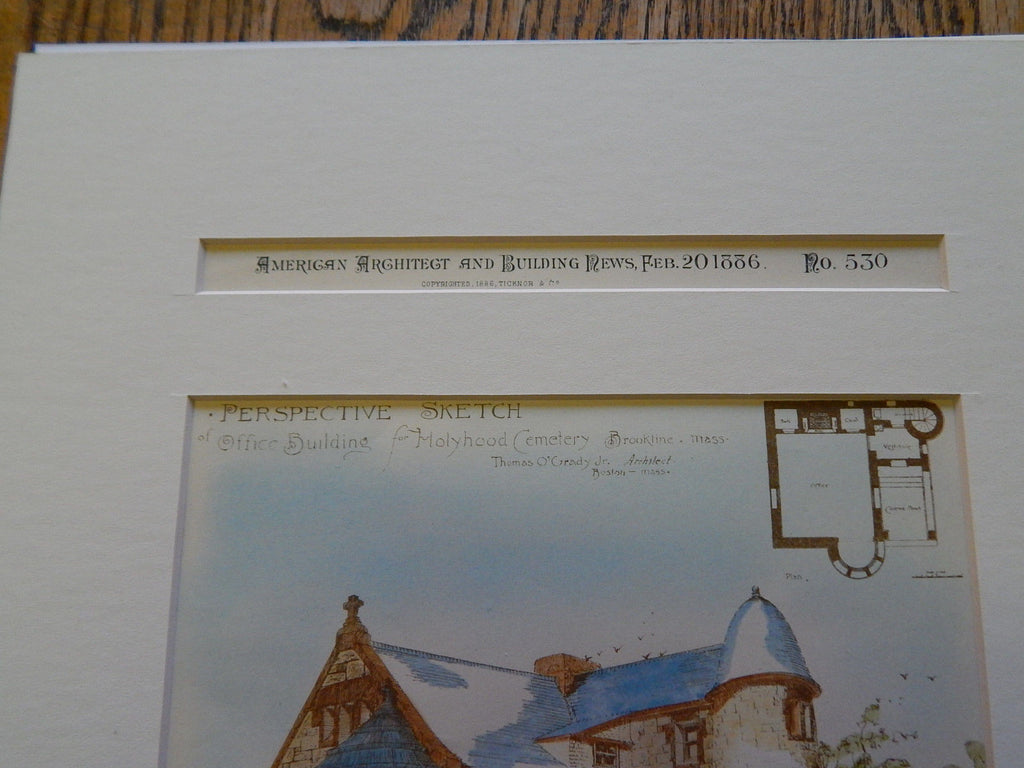 AMERICAN ARCHITECT AND BUILDING NEWS, FEB. 20 1886. No. 530
COPYRIGHTED, 1886, TICKNOR & Co
· PERSPECTIVE SKETCH
of Office Building for Holyhood Cemetery Brookline. Mass-
Thomas O'Grady Jr. Architect.
Boston - Mass.
Office
Plan.